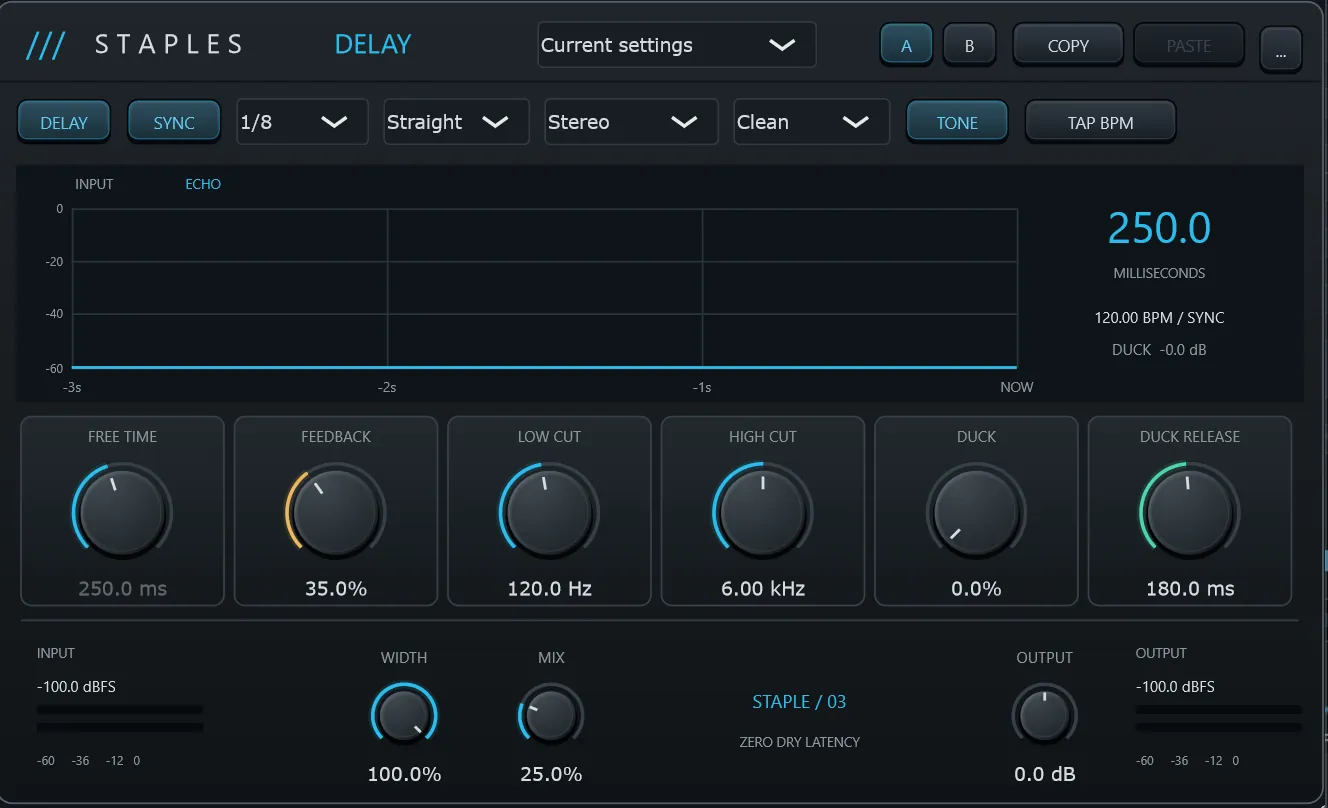 /// STAPLES DELAY Current settings A B COPY PASTE ...
DELAY SYNC 1/8 Straight Stereo Clean TONE TAP BPM
INPUT ECHO
0
-20
-40
-60
-3s -2s -1s NOW
250.0
MILLISECONDS
120.00 BPM / SYNC
DUCK -0.0 dB
FREE TIME FEEDBACK LOW CUT HIGH CUT DUCK DUCK RELEASE
250.0 ms 35.0% 120.0 Hz 6.00 kHz 0.0% 180.0 ms
INPUT
-100.0 dBFS
-60 -36 -12 0
WIDTH
100.0%
MIX
25.0%
STAPLE / 03
ZERO DRY LATENCY
OUTPUT
0.0 dB
OUTPUT
-100.0 dBFS
-60 -36 -12 0